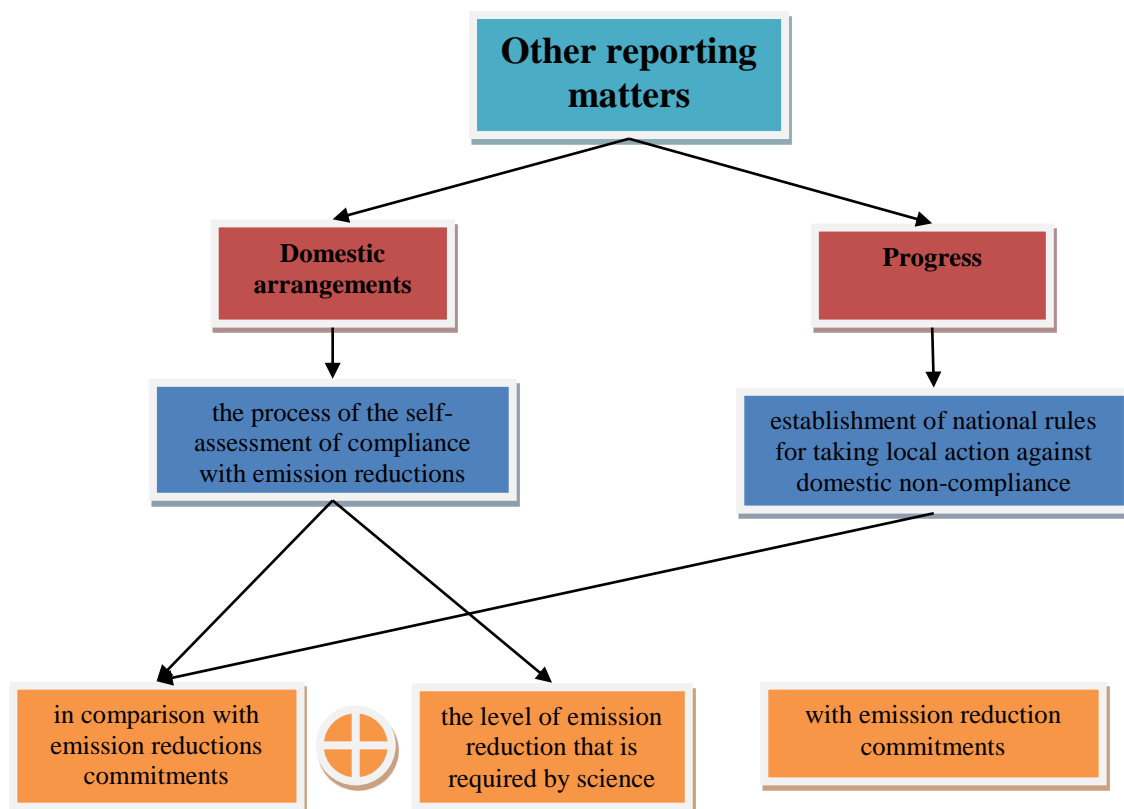 Other reporting
matters
Domestic
arrangements
Progress
the process of the self-
assessment of compliance
with emission reductions
establishment of national rules
for taking local action against
domestic non-compliance
in comparison with
emission reductions
commitments
the level of emission
reduction that is
required by science
with emission reduction
commitments